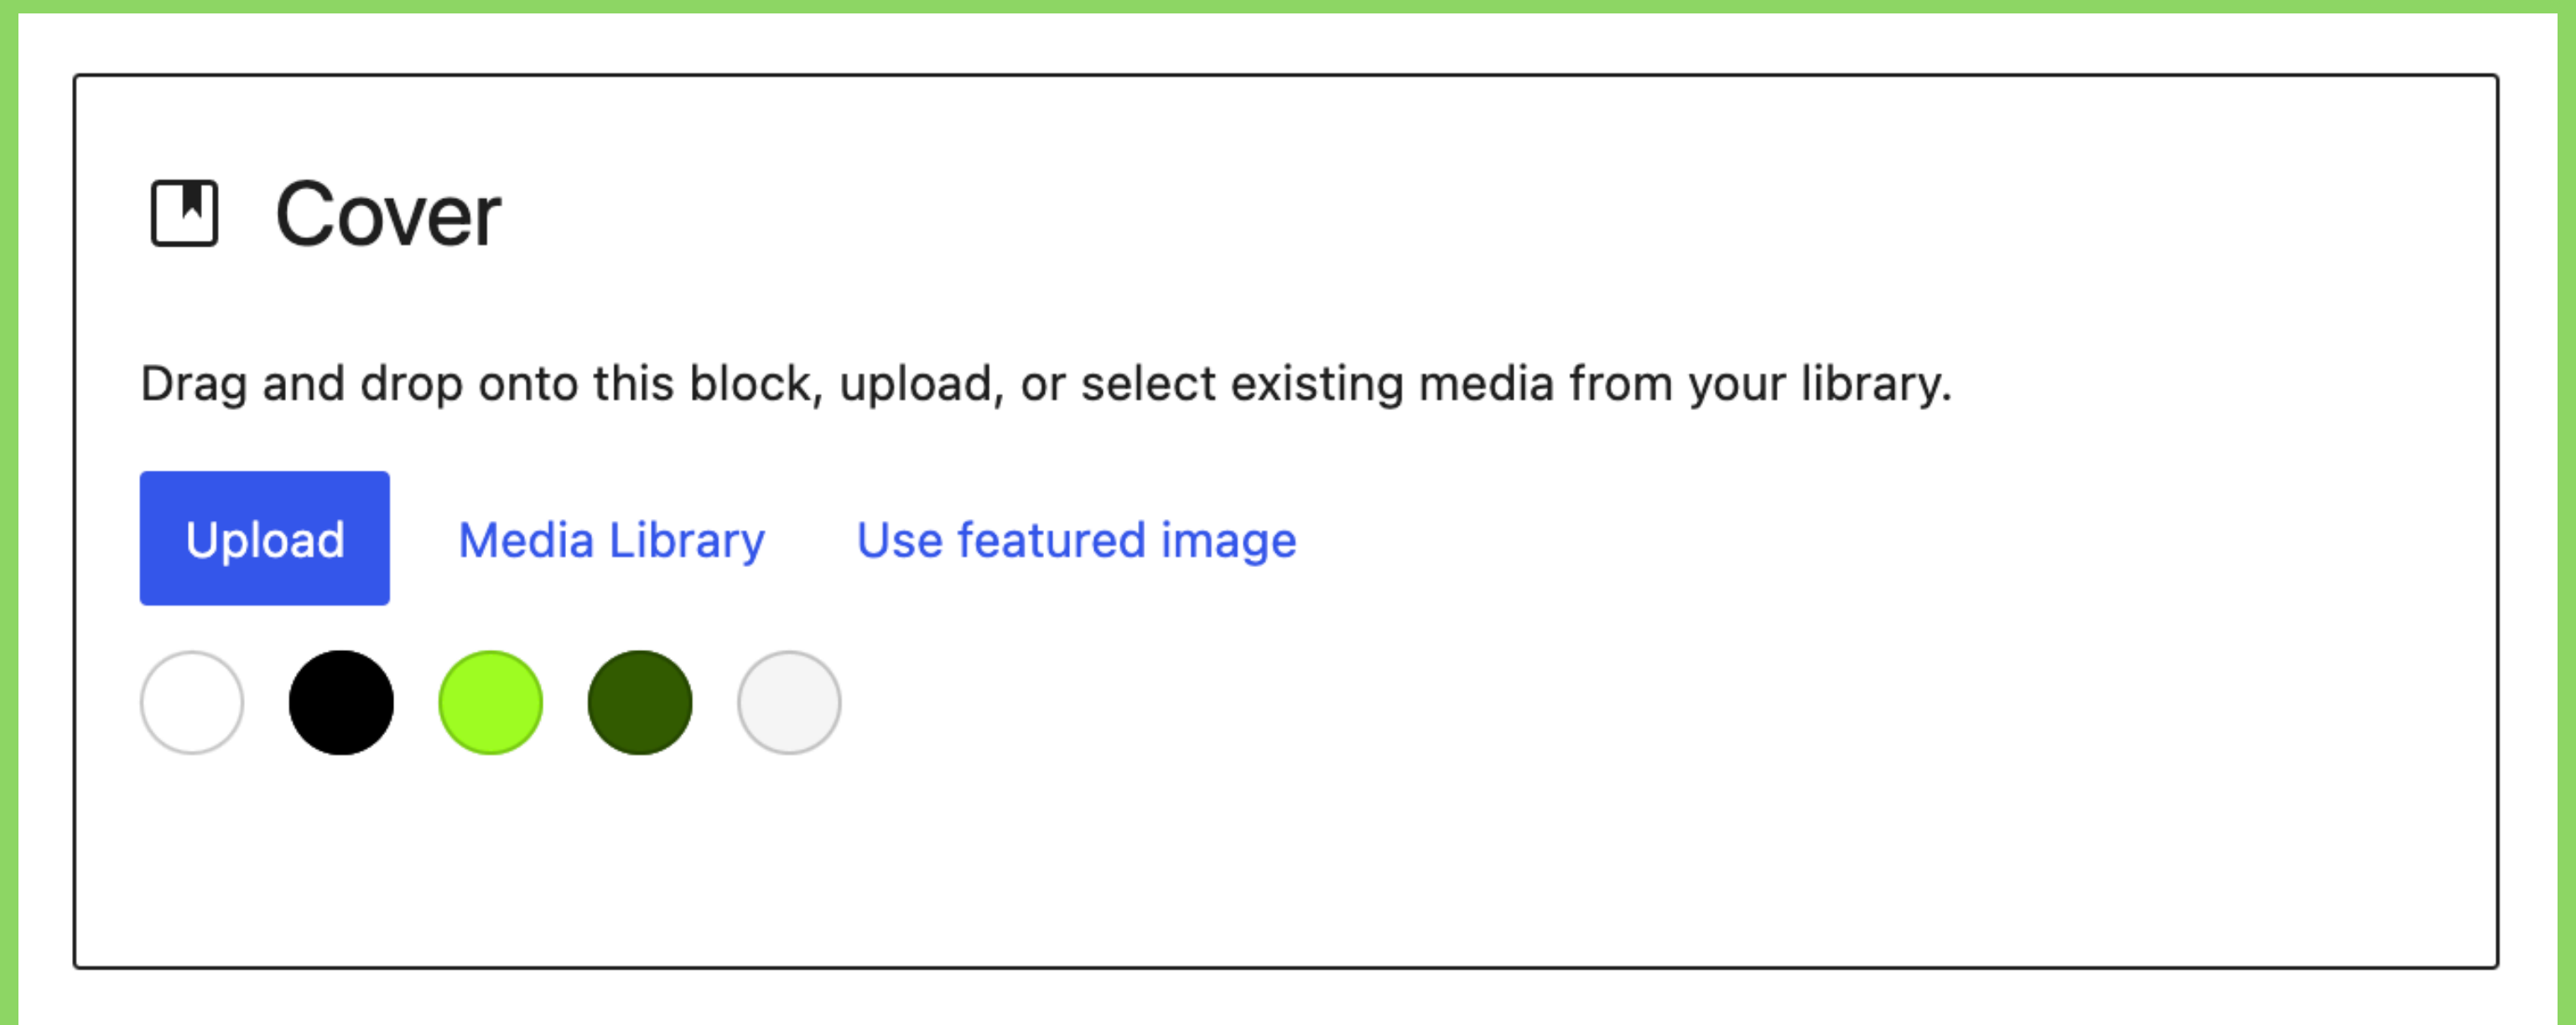 Cover
Drag and drop onto this block, upload, or select existing media from your library.
Upload Media Library Use featured image